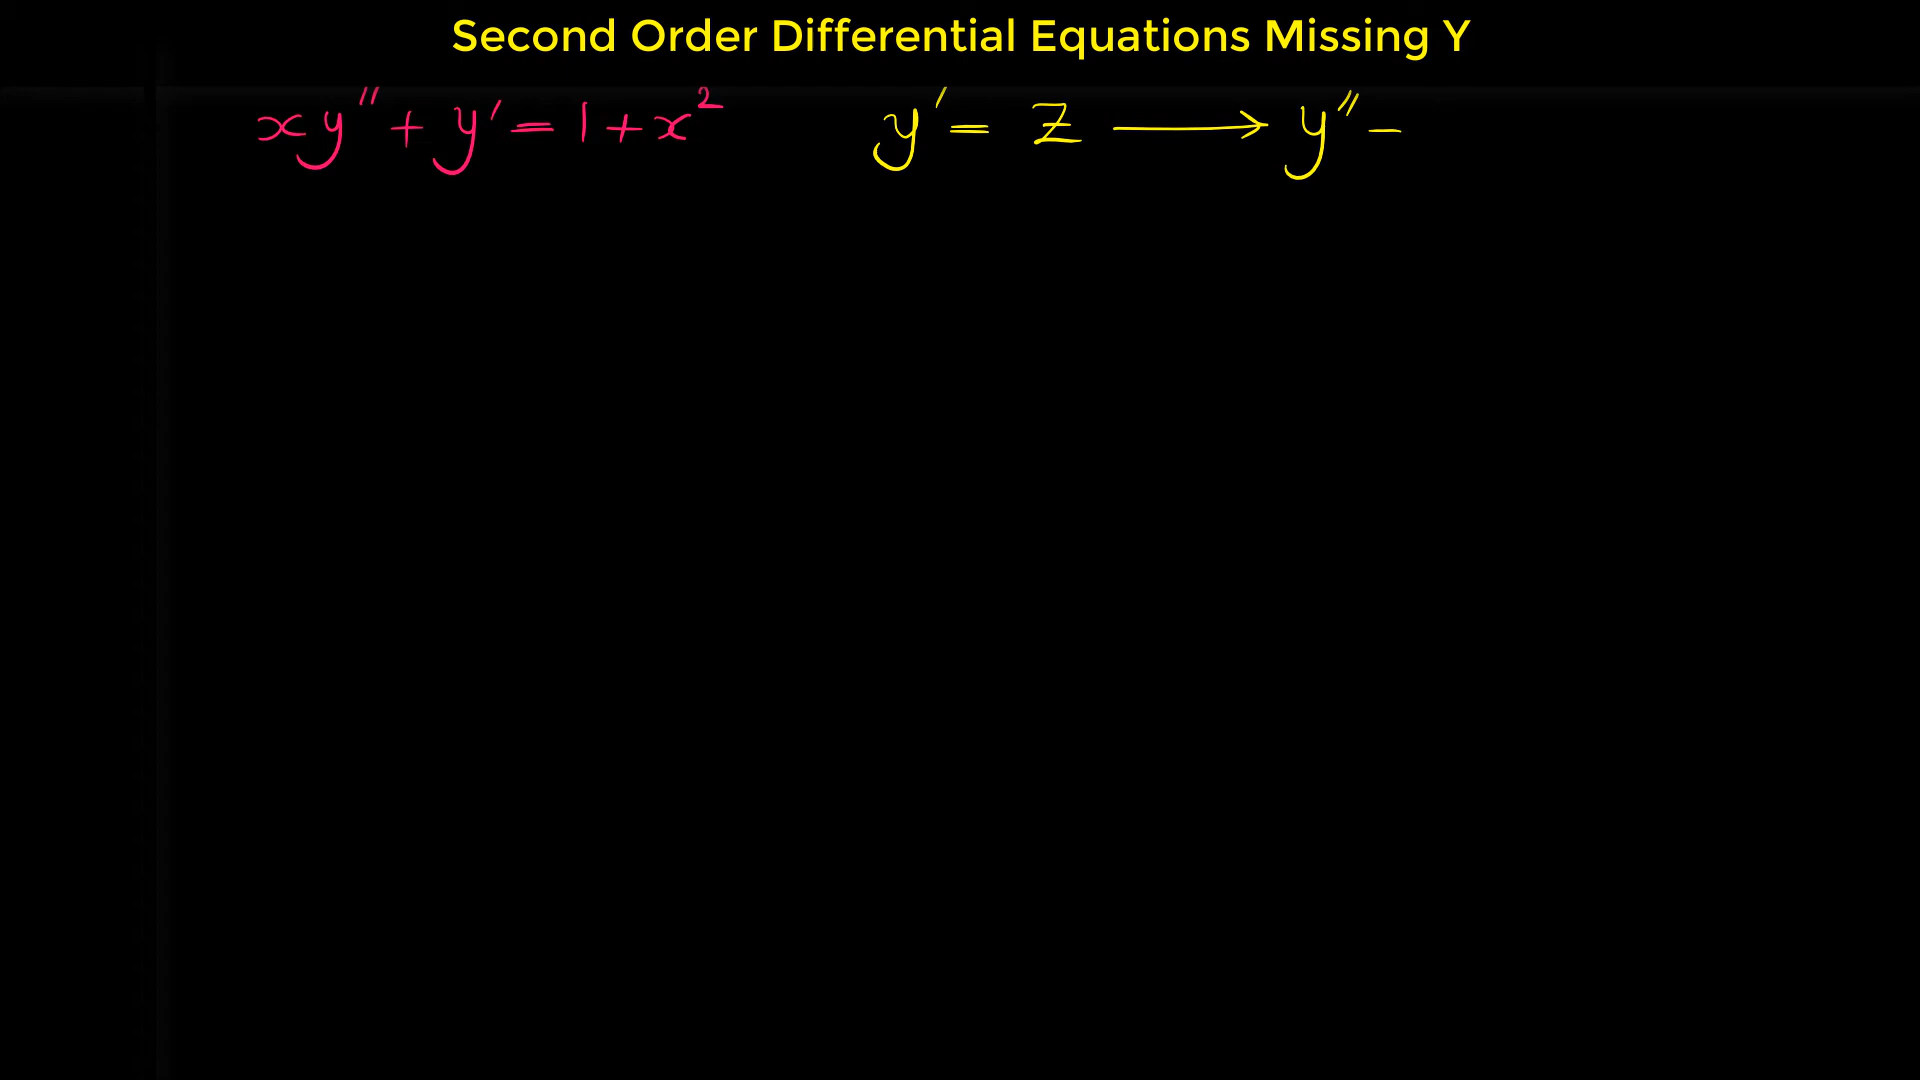 Second Order Differential Equations Missing Y
xy″ + y′ = 1 + x² y′ = z ⟶ y″ −